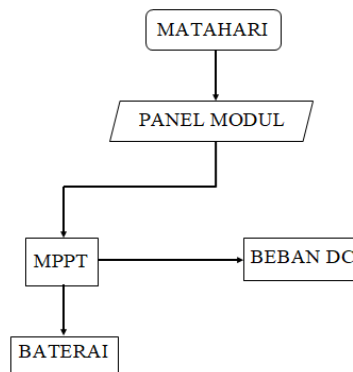 MATAHARI
PANEL MODUL
MPPT
BEBAN DC
BATERAI